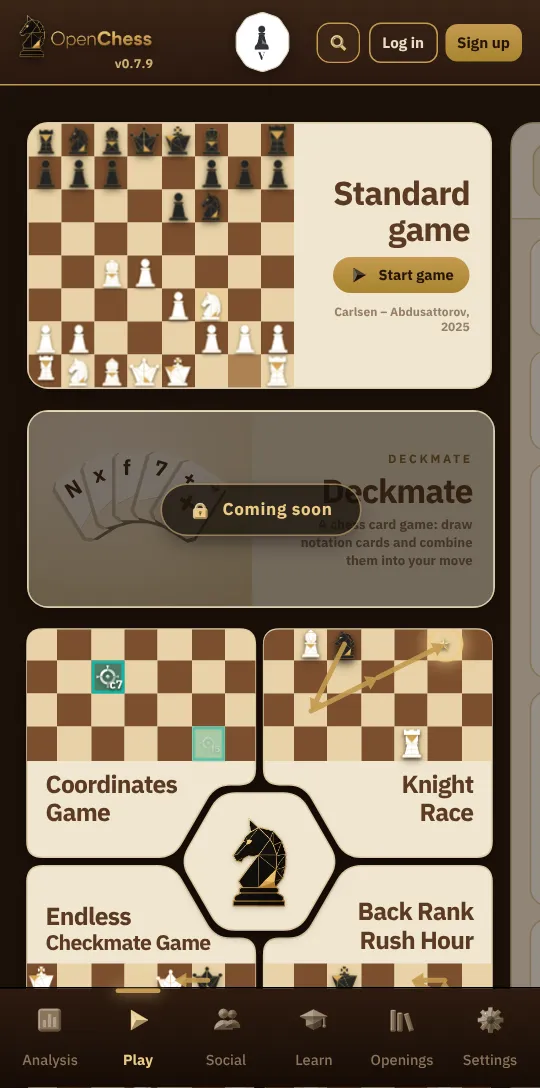 OpenChess
v0.7.9
V
Log in
Sign up
Standard
game
Start game
Carlsen – Abdusattorov,
2025
N x f 7
DECKMATE
Deckmate
Coming soon
A chess card game: draw
notation cards and combine
them into your move
c7
Coordinates
Game
Knight
Race
Endless
Checkmate Game
Back Rank
Rush Hour
Analysis
Play
Social
Learn
Openings
Settings